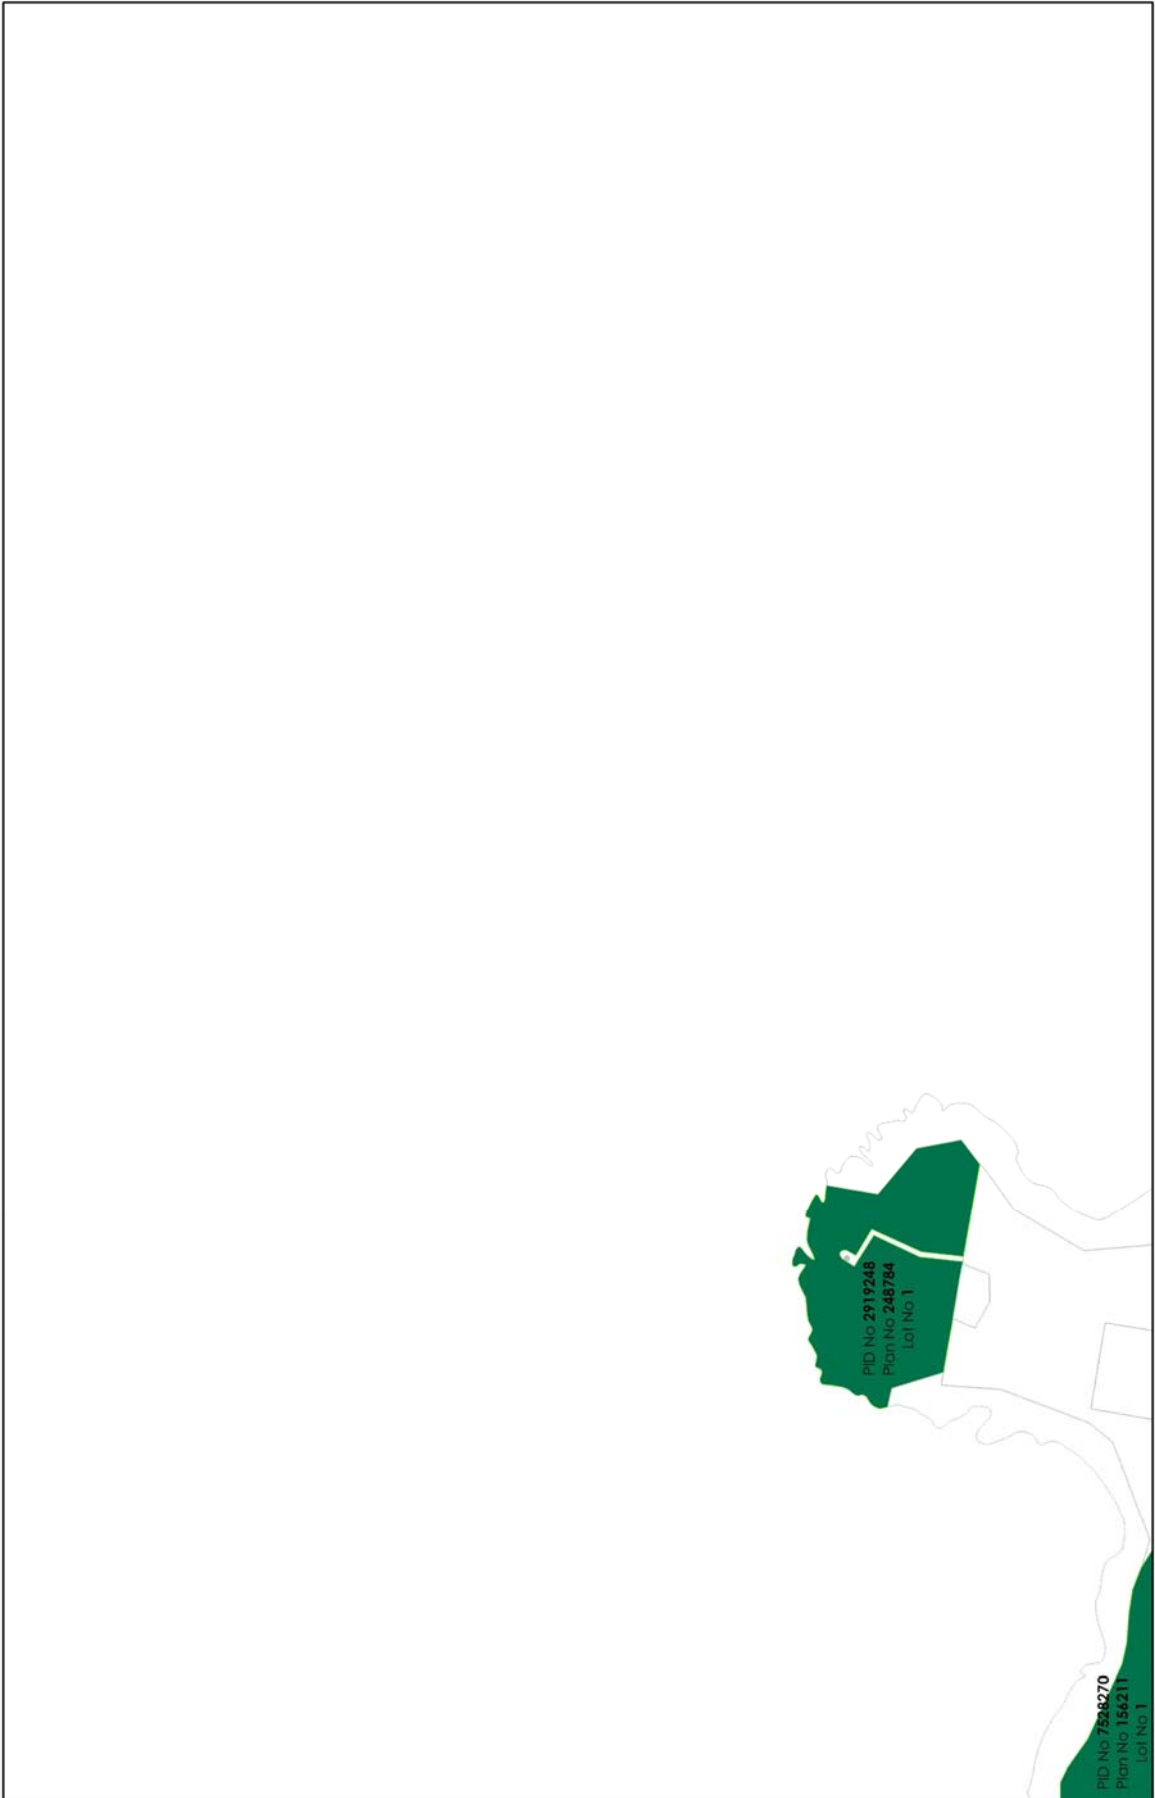 PID No 2919248
Plan No 248784
Lot No 1
PID No 7528270
Plan No 156211
Lot No 1